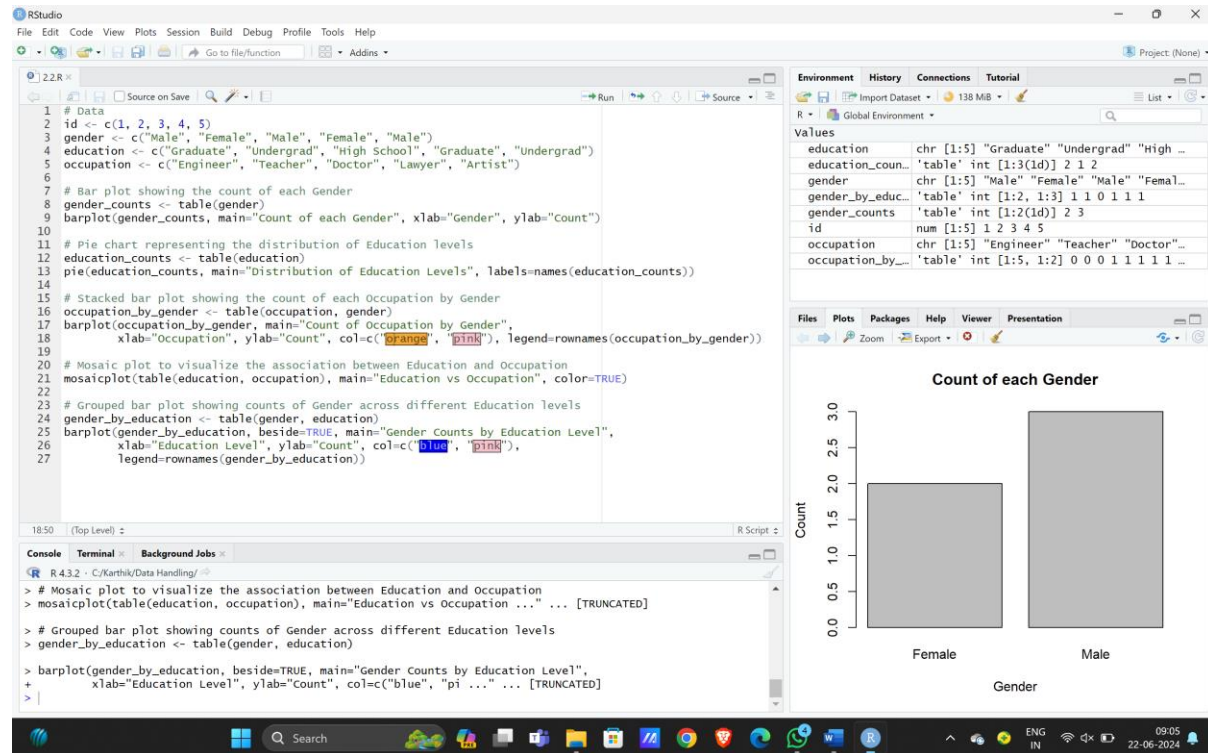 RStudio
File Edit Code View Plots Session Build Debug Profile Tools Help
Go to file/function Addins Project: (None)
2.2.R
Source on Save Run Source
1 # Data
2 id <- c(1, 2, 3, 4, 5)
3 gender <- c("Male", "Female", "Male", "Female", "Male")
4 education <- c("Graduate", "Undergrad", "High School", "Graduate", "Undergrad")
5 occupation <- c("Engineer", "Teacher", "Doctor", "Lawyer", "Artist")
6
7 # Bar plot showing the count of each Gender
8 gender_counts <- table(gender)
9 barplot(gender_counts, main="Count of each Gender", xlab="Gender", ylab="Count")
10
11 # Pie chart representing the distribution of Education levels
12 education_counts <- table(education)
13 pie(education_counts, main="Distribution of Education Levels", labels=names(education_counts))
14
15 # Stacked bar plot showing the count of each Occupation by Gender
16 occupation_by_gender <- table(occupation, gender)
17 barplot(occupation_by_gender, main="Count of Occupation by Gender",
18 xlab="Occupation", ylab="Count", col=c("orange", "pink"), legend=rownames(occupation_by_gender))
19
20 # Mosaic plot to visualize the association between Education and Occupation
21 mosaicplot(table(education, occupation), main="Education vs Occupation", color=TRUE)
22
23 # Grouped bar plot showing counts of Gender across different Education levels
24 gender_by_education <- table(gender, education)
25 barplot(gender_by_education, beside=TRUE, main="Gender Counts by Education Level",
26 xlab="Education Level", ylab="Count", col=c("blue", "pink"),
27 legend=rownames(gender_by_education))
18:50 (Top Level) R Script
Console Terminal Background Jobs
R 4.3.2 · C:/Karthik/Data Handling/
> # Mosaic plot to visualize the association between Education and Occupation
> mosaicplot(table(education, occupation), main="Education vs Occupation ..." ... [TRUNCATED]
> # Grouped bar plot showing counts of Gender across different Education levels
> gender_by_education <- table(gender, education)
> barplot(gender_by_education, beside=TRUE, main="Gender Counts by Education Level",
+ xlab="Education Level", ylab="Count", col=c("blue", "pi ..." ... [TRUNCATED]
>
Environment History Connections Tutorial
Import Dataset 138 MiB List
R Global Environment
Values
education chr [1:5] "Graduate" "Undergrad" "High …
education_coun… 'table' int [1:3(1d)] 2 1 2
gender chr [1:5] "Male" "Female" "Male" "Femal…
gender_by_educ… 'table' int [1:2, 1:3] 1 1 0 1 1 1
gender_counts 'table' int [1:2(1d)] 2 3
id num [1:5] 1 2 3 4 5
occupation chr [1:5] "Engineer" "Teacher" "Doctor"…
occupation_by_… 'table' int [1:5, 1:2] 0 0 0 1 1 1 1 1 …
Files Plots Packages Help Viewer Presentation
Zoom Export
Count of each Gender
3.0
2.5
2.0
1.5
1.0
0.5
0.0
Count
Female Male
Gender
Search
ENG
IN
09:05
22-06-2024